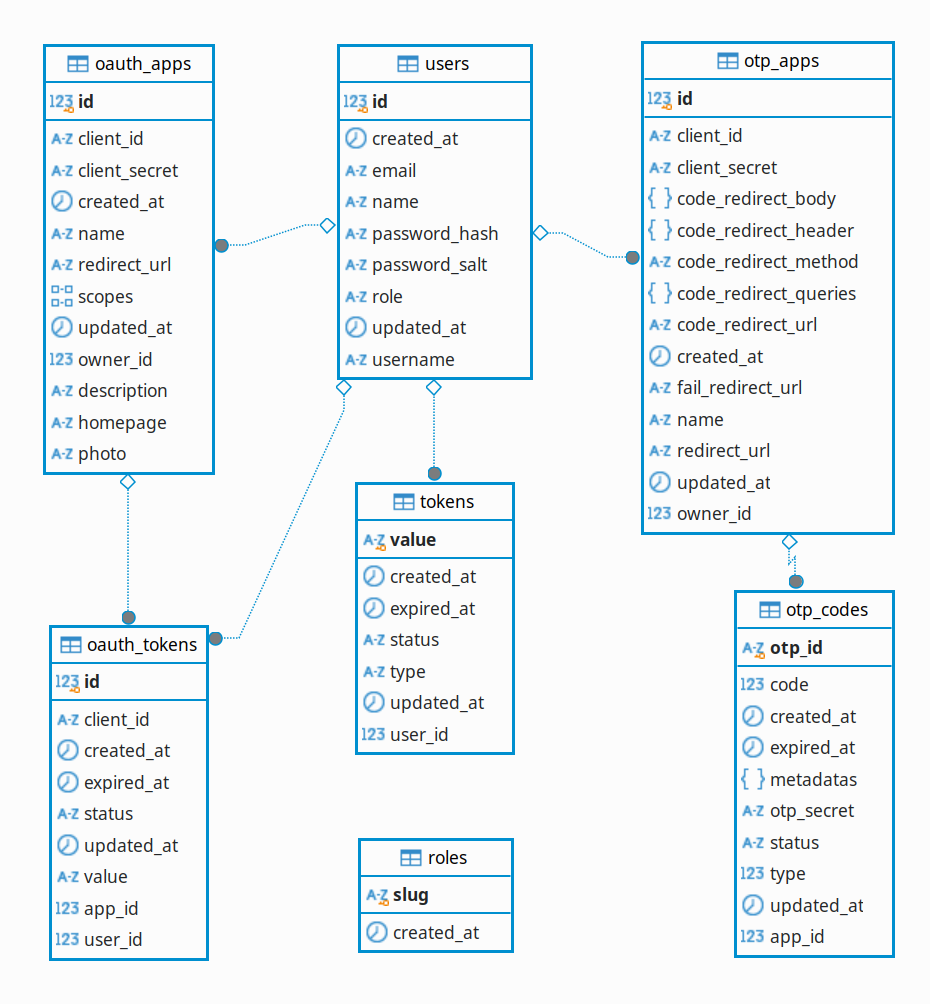 oauth_apps
123 id
A-Z client_id
A-Z client_secret
created_at
A-Z name
A-Z redirect_url
scopes
updated_at
123 owner_id
A-Z description
A-Z homepage
A-Z photo
users
123 id
created_at
A-Z email
A-Z name
A-Z password_hash
A-Z password_salt
A-Z role
updated_at
A-Z username
otp_apps
123 id
A-Z client_id
A-Z client_secret
{ } code_redirect_body
{ } code_redirect_header
A-Z code_redirect_method
{ } code_redirect_queries
A-Z code_redirect_url
created_at
A-Z fail_redirect_url
A-Z name
A-Z redirect_url
updated_at
123 owner_id
oauth_tokens
123 id
A-Z client_id
created_at
expired_at
A-Z status
updated_at
A-Z value
123 app_id
123 user_id
tokens
A-Z value
created_at
expired_at
A-Z status
A-Z type
updated_at
123 user_id
roles
A-Z slug
created_at
otp_codes
A-Z otp_id
123 code
created_at
expired_at
{ } metadatas
A-Z otp_secret
A-Z status
123 type
updated_at
123 app_id